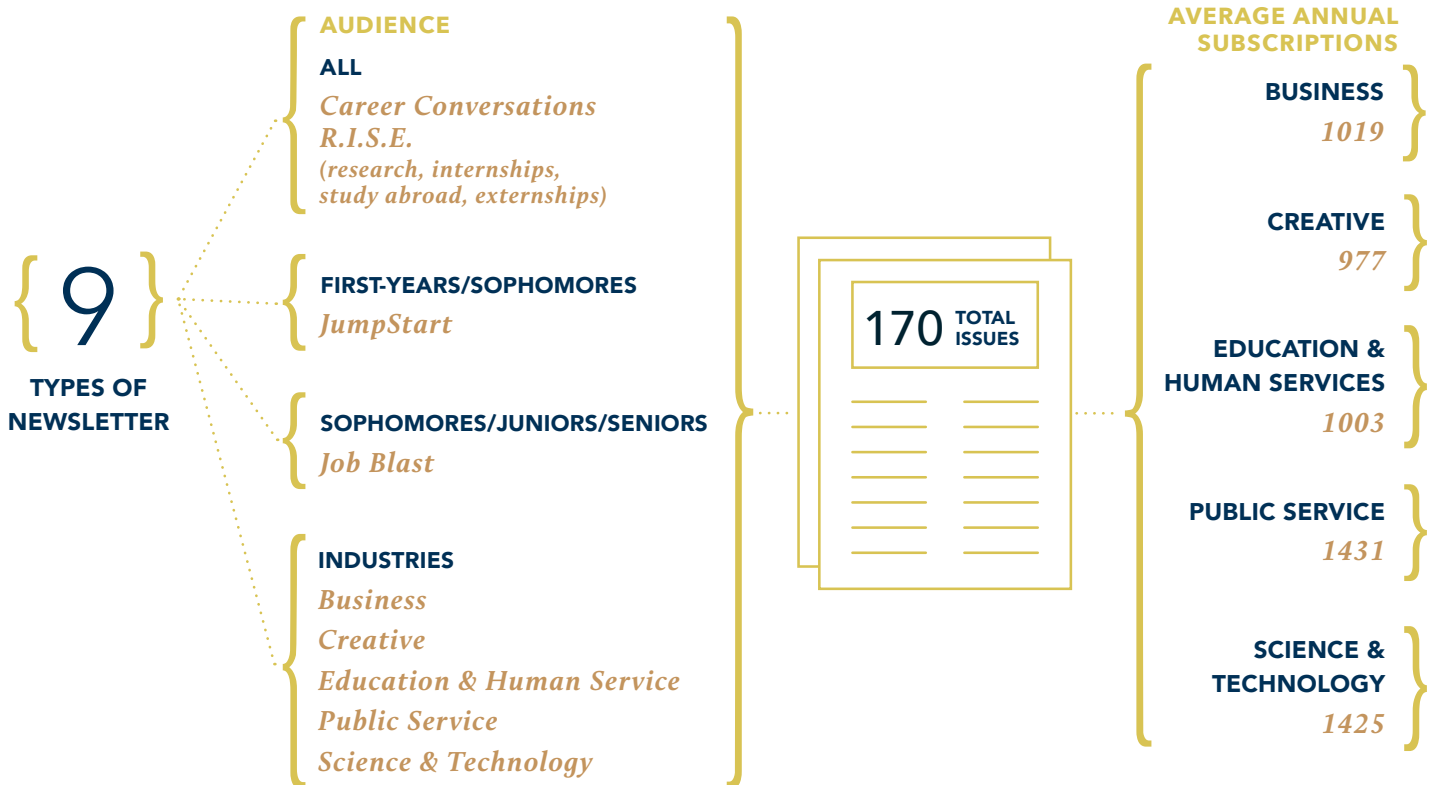 9
TYPES OF
NEWSLETTER
AUDIENCE
ALL
Career Conversations
R.I.S.E.
(research, internships,
study abroad, externships)
FIRST-YEARS/SOPHOMORES
JumpStart
SOPHOMORES/JUNIORS/SENIORS
Job Blast
INDUSTRIES
Business
Creative
Education & Human Service
Public Service
Science & Technology
170 TOTAL
ISSUES
AVERAGE ANNUAL
SUBSCRIPTIONS
BUSINESS
1019
CREATIVE
977
EDUCATION &
HUMAN SERVICES
1003
PUBLIC SERVICE
1431
SCIENCE &
TECHNOLOGY
1425